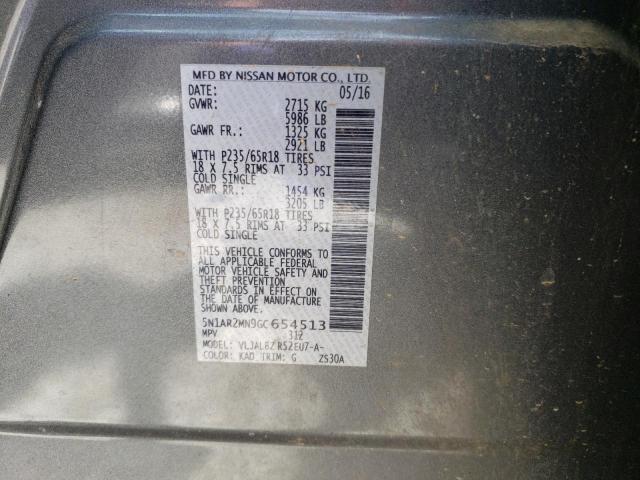 MFD BY NISSAN MOTOR CO., LTD.
DATE: 05/16
GVWR: 2715 KG
5986 LB
GAWR FR.: 1325 KG
2921 LB
WITH P235/65R18 TIRES
18 X 7.5 RIMS AT 33 PSI
COLD SINGLE
GAWR RR.: 1454 KG
3205 LB
WITH P235/65R18 TIRES
18 X 7.5 RIMS AT 33 PSI
COLD SINGLE
THIS VEHICLE CONFORMS TO
ALL APPLICABLE FEDERAL
MOTOR VEHICLE SAFETY AND
THEFT PREVENTION
STANDARDS IN EFFECT ON
THE DATE OF MANUFACTURE
SHOWN ABOVE.
5N1AR2MN9GC654513
MPV 312
MODEL: VLJALBZ R52EU7-A-
COLOR: KAD TRIM: G ZS30A